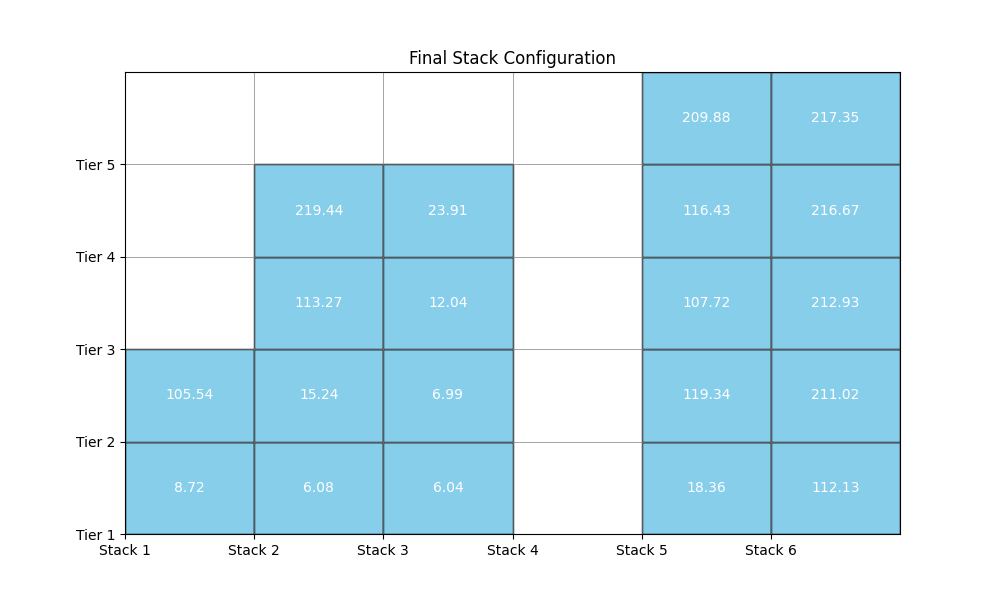 Final Stack Configuration
209.88 217.35
Tier 5
219.44 23.91 116.43 216.67
Tier 4
113.27 12.04 107.72 212.93
Tier 3
105.54 15.24 6.99 119.34 211.02
Tier 2
8.72 6.08 6.04 18.36 112.13
Tier 1
Stack 1 Stack 2 Stack 3 Stack 4 Stack 5 Stack 6